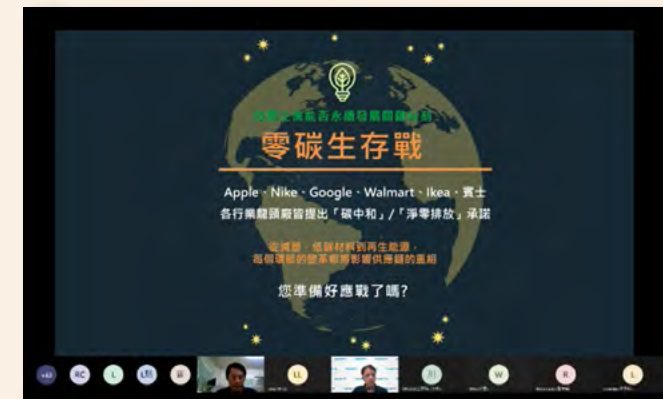 零碳生存戰
Apple、Nike、Google、Walmart、Ikea、賓士
各行業龍頭廠皆提出「碳中和」/「淨零排放」承諾
從減塑、低碳材料到再生能源，
每個環節的變革都將影響供應鏈的重組
您準備好應戰了嗎?
RC
L
LL
W
R
L